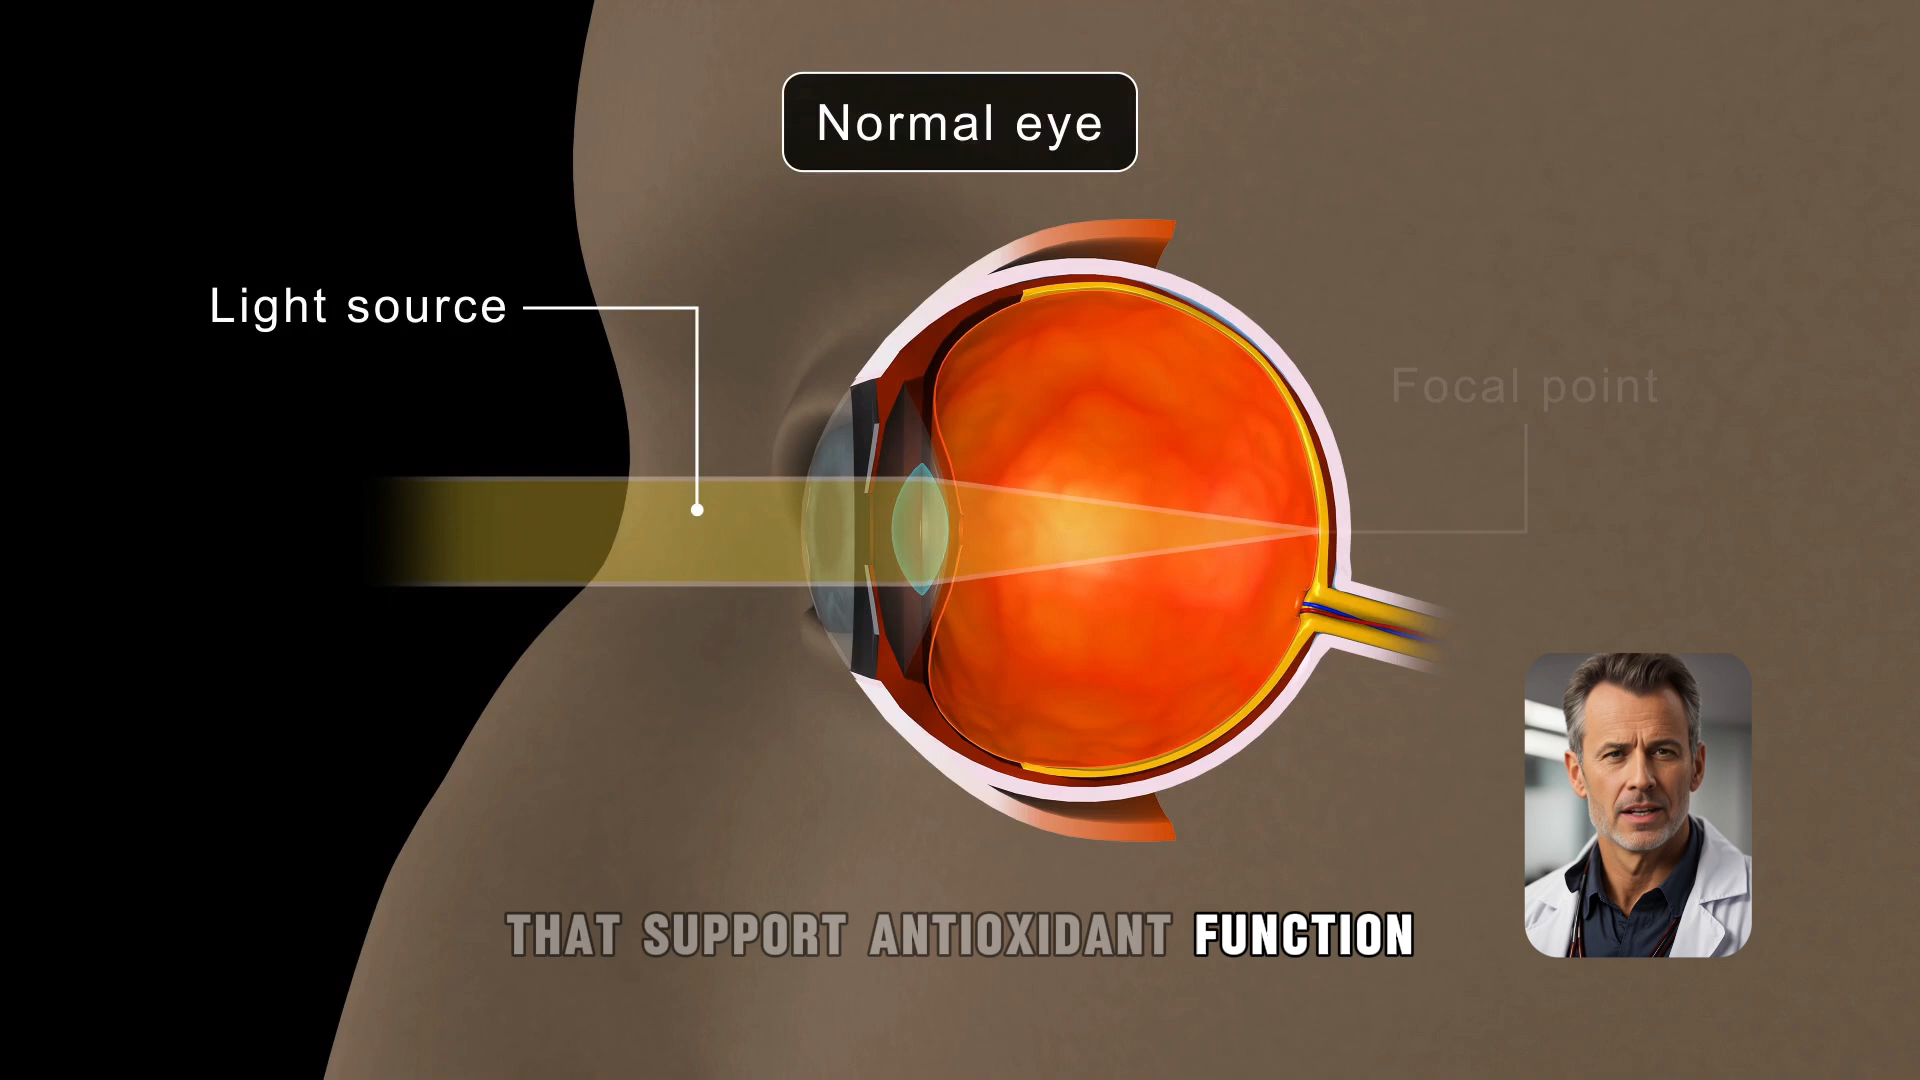 Normal eye
Light source
Focal point
THAT SUPPORT ANTIOXIDANT FUNCTION